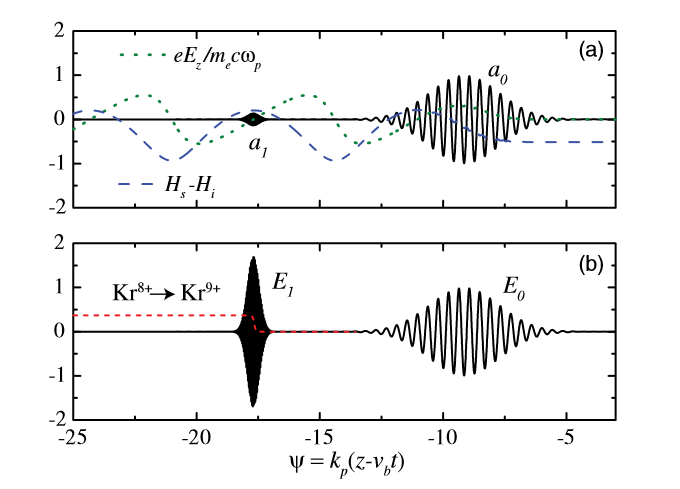 2
(a)
eE_z/m_ecω_p
a_0
1
0
a_1
-1
H_s-H_i
-2
2
(b)
E_1
E_0
Kr^{8+}→Kr^{9+}
1
0
-1
-2
-25 -20 -15 -10 -5
ψ = k_p(z-v_bt)